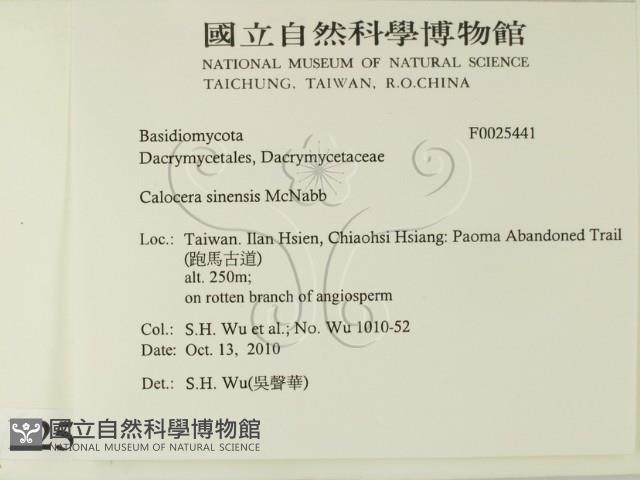 國立自然科學博物館
NATIONAL MUSEUM OF NATURAL SCIENCE
TAICHUNG, TAIWAN, R.O.CHINA
Basidiomycota F0025441
Dacrymycetales, Dacrymycetaceae
Calocera sinensis McNabb
Loc.: Taiwan. Ilan Hsien, Chiaohsi Hsiang: Paoma Abandoned Trail
(跑馬古道)
alt. 250m;
on rotten branch of angiosperm
Col.: S.H. Wu et al.; No. Wu 1010-52
Date: Oct. 13, 2010
Det.: S.H. Wu(吳聲華)
國立自然科學博物館
NATIONAL MUSEUM OF NATURAL SCIENCE